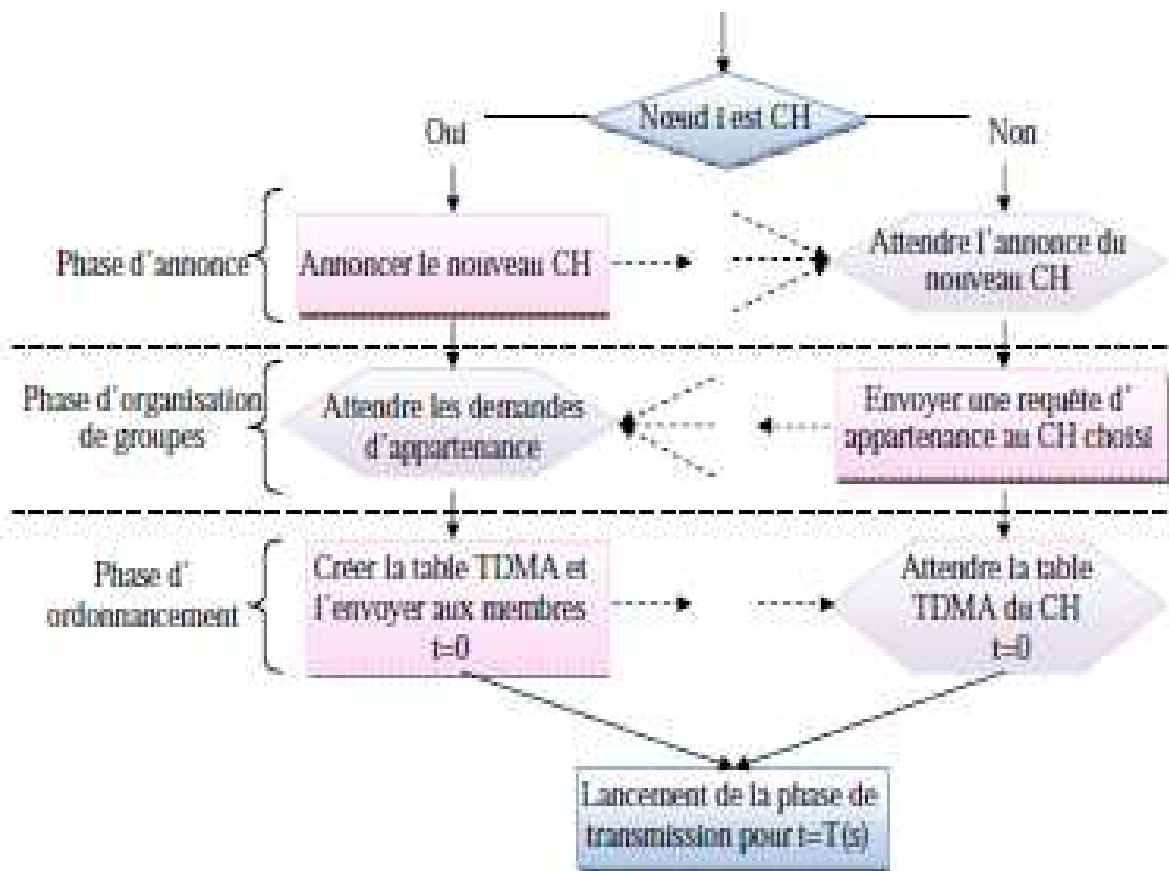 Nœud i est CH
Oui
Non
Phase d'annonce
Annoncer le nouveau CH
Attendre l'annonce du
nouveau CH
Phase d'organisation
de groupes
Attendre les demandes
d'appartenance
Envoyer une requête d'
appartenance au CH choisi
Phase d'
ordonnancement
Créer la table TDMA et
l'envoyer aux membres
t=0
Attendre la table
TDMA du CH
t=0
Lancement de la phase de
transmission pour t=T(s)